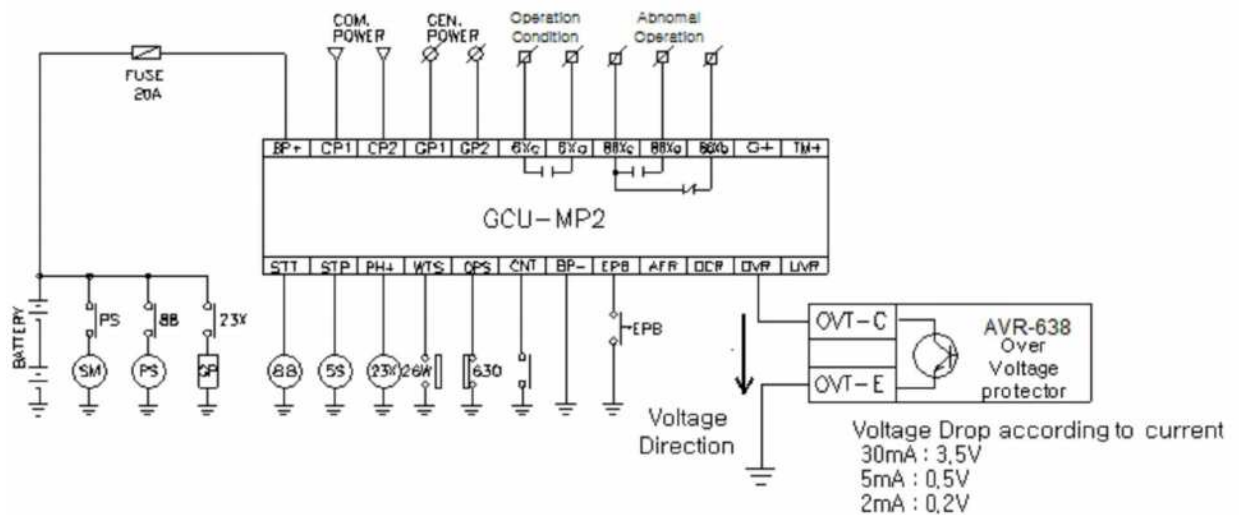 COM. POWER
GEN. POWER
Operation Condition
Abnomal Operation
FUSE
20A
BP+ CP1 CP2 GP1 GP2 6Xc 6Xa 88Xc 88Xa 86Xb G+ TM+
GCU-MP2
STT STP PH+ WTS OPS CNT BP- EPB AFR OCR OVR UVR
BATTERY
PS 88 23X
SM PS GP
88 5S 23X 26W 63Q
EPB
OVT-C
OVT-E
AVR-638
Over
Voltage
protector
Voltage
Direction
Voltage Drop according to current
30mA : 3,5V
5mA : 0,5V
2mA : 0,2V